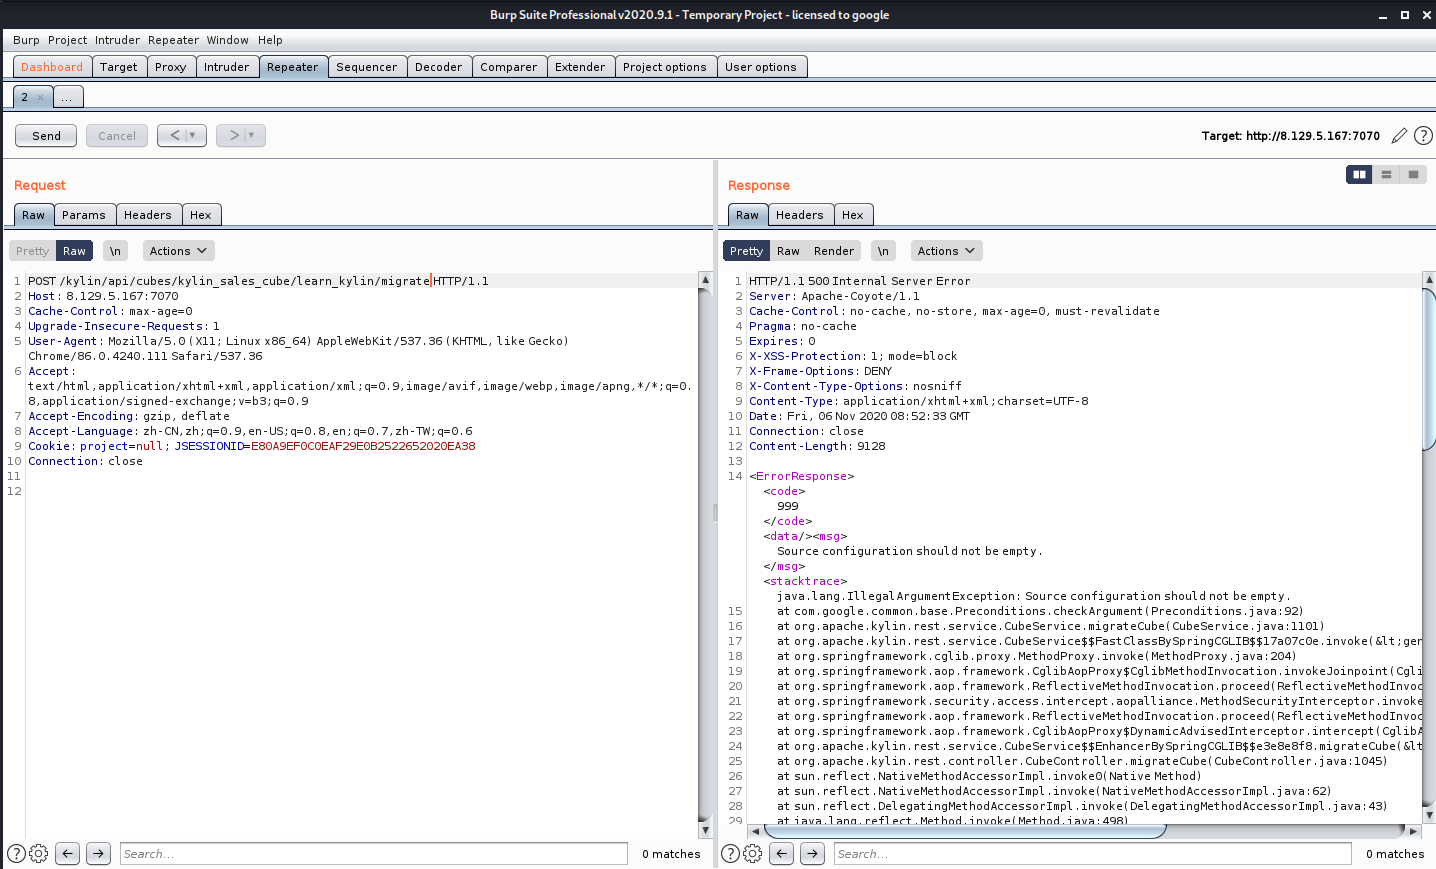 Burp Suite Professional v2020.9.1 - Temporary Project - licensed to google
Burp Project Intruder Repeater Window Help
Dashboard Target Proxy Intruder Repeater Sequencer Decoder Comparer Extender Project options User options
2 × ...
Send Cancel < > Target: http://8.129.5.167:7070 ?
Request
Raw Params Headers Hex
Pretty Raw \n Actions
1 POST /kylin/api/cubes/kylin_sales_cube/learn_kylin/migrate HTTP/1.1
2 Host: 8.129.5.167:7070
3 Cache-Control: max-age=0
4 Upgrade-Insecure-Requests: 1
5 User-Agent: Mozilla/5.0 (X11; Linux x86_64) AppleWebKit/537.36 (KHTML, like Gecko)
Chrome/86.0.4240.111 Safari/537.36
6 Accept:
text/html,application/xhtml+xml,application/xml;q=0.9,image/avif,image/webp,image/apng,*/*;q=0.
8,application/signed-exchange;v=b3;q=0.9
7 Accept-Encoding: gzip, deflate
8 Accept-Language: zh-CN,zh;q=0.9,en-US;q=0.8,en;q=0.7,zh-TW;q=0.6
9 Cookie: project=null; JSESSIONID=E80A9EF0C0EAF29E0B2522652020EA38
10 Connection: close
11
12
? Search... 0 matches
Response
Raw Headers Hex
Pretty Raw Render \n Actions
1 HTTP/1.1 500 Internal Server Error
2 Server: Apache-Coyote/1.1
3 Cache-Control: no-cache, no-store, max-age=0, must-revalidate
4 Pragma: no-cache
5 Expires: 0
6 X-XSS-Protection: 1; mode=block
7 X-Frame-Options: DENY
8 X-Content-Type-Options: nosniff
9 Content-Type: application/xhtml+xml;charset=UTF-8
10 Date: Fri, 06 Nov 2020 08:52:33 GMT
11 Connection: close
12 Content-Length: 9128
13
14 <ErrorResponse>
<code>
999
</code>
<data/><msg>
Source configuration should not be empty.
</msg>
<stacktrace>
java.lang.IllegalArgumentException: Source configuration should not be empty.
15 at com.google.common.base.Preconditions.checkArgument(Preconditions.java:92)
16 at org.apache.kylin.rest.service.CubeService.migrateCube(CubeService.java:1101)
17 at org.apache.kylin.rest.service.CubeService$$FastClassBySpringCGLIB$$17a07c0e.invoke(&lt;ger
18 at org.springframework.cglib.proxy.MethodProxy.invoke(MethodProxy.java:204)
19 at org.springframework.aop.framework.CglibAopProxy$CglibMethodInvocation.invokeJoinpoint(Cgli
20 at org.springframework.aop.framework.ReflectiveMethodInvocation.proceed(ReflectiveMethodInvoc
21 at org.springframework.security.access.intercept.aopalliance.MethodSecurityInterceptor.invoke
22 at org.springframework.aop.framework.ReflectiveMethodInvocation.proceed(ReflectiveMethodInvoc
23 at org.springframework.aop.framework.CglibAopProxy$DynamicAdvisedInterceptor.intercept(CglibA
24 at org.apache.kylin.rest.service.CubeService$$EnhancerBySpringCGLIB$$e3e8e8f8.migrateCube(&lt
25 at org.apache.kylin.rest.controller.CubeController.migrateCube(CubeController.java:1045)
26 at sun.reflect.NativeMethodAccessorImpl.invoke0(Native Method)
27 at sun.reflect.NativeMethodAccessorImpl.invoke(NativeMethodAccessorImpl.java:62)
28 at sun.reflect.DelegatingMethodAccessorImpl.invoke(DelegatingMethodAccessorImpl.java:43)
29 at java.lang.reflect.Method.invoke(Method.java:498)
? Search... 0 matches